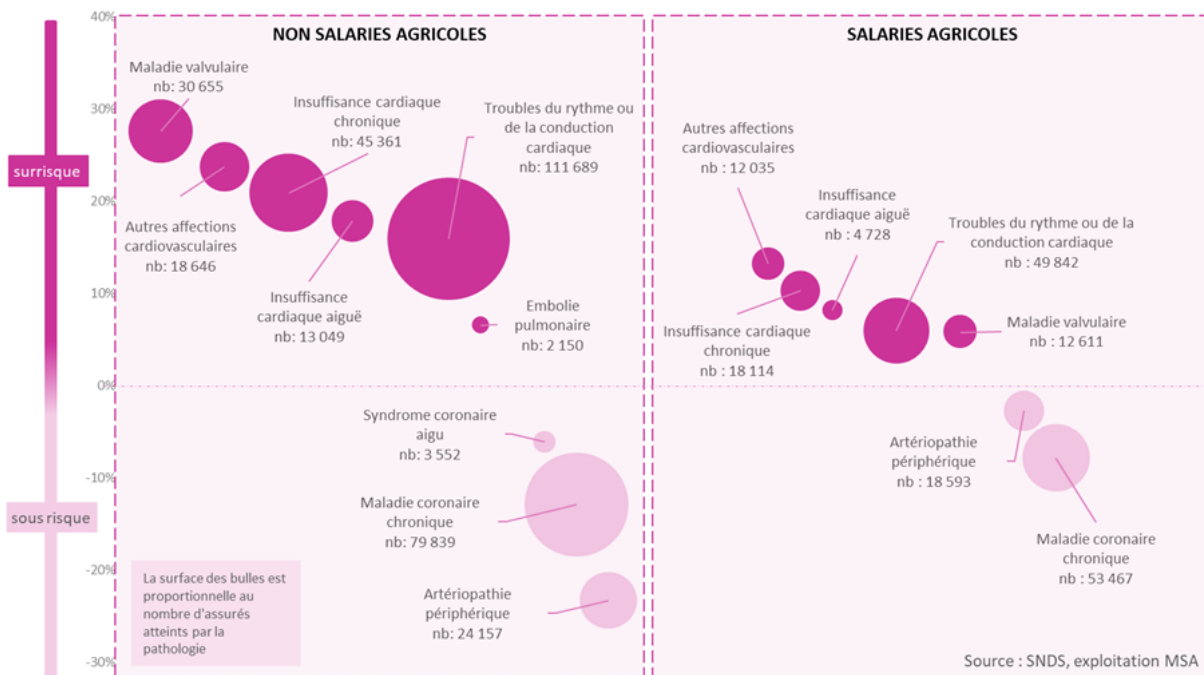 40%
30%
20%
10%
0%
-10%
-20%
-30%
surrisque
sous risque
NON SALARIES AGRICOLES
Maladie valvulaire
nb: 30 655
Insuffisance cardiaque
chronique
nb: 45 361
Troubles du rythme ou
de la conduction
cardiaque
nb: 111 689
Autres affections
cardiovasculaires
nb: 18 646
Insuffisance
cardiaque aiguë
nb: 13 049
Embolie
pulmonaire
nb: 2 150
Syndrome coronaire
aigu
nb: 3 552
Maladie coronaire
chronique
nb: 79 839
Artériopathie
périphérique
nb: 24 157
La surface des bulles est
proportionnelle au
nombre d'assurés
atteints par la
pathologie
SALARIES AGRICOLES
Autres affections
cardiovasculaires
nb : 12 035
Insuffisance
cardiaque aiguë
nb : 4 728
Troubles du rythme ou de la
conduction cardiaque
nb : 49 842
Insuffisance cardiaque
chronique
nb : 18 114
Maladie valvulaire
nb : 12 611
Artériopathie
périphérique
nb : 18 593
Maladie coronaire
chronique
nb : 53 467
Source : SNDS, exploitation MSA